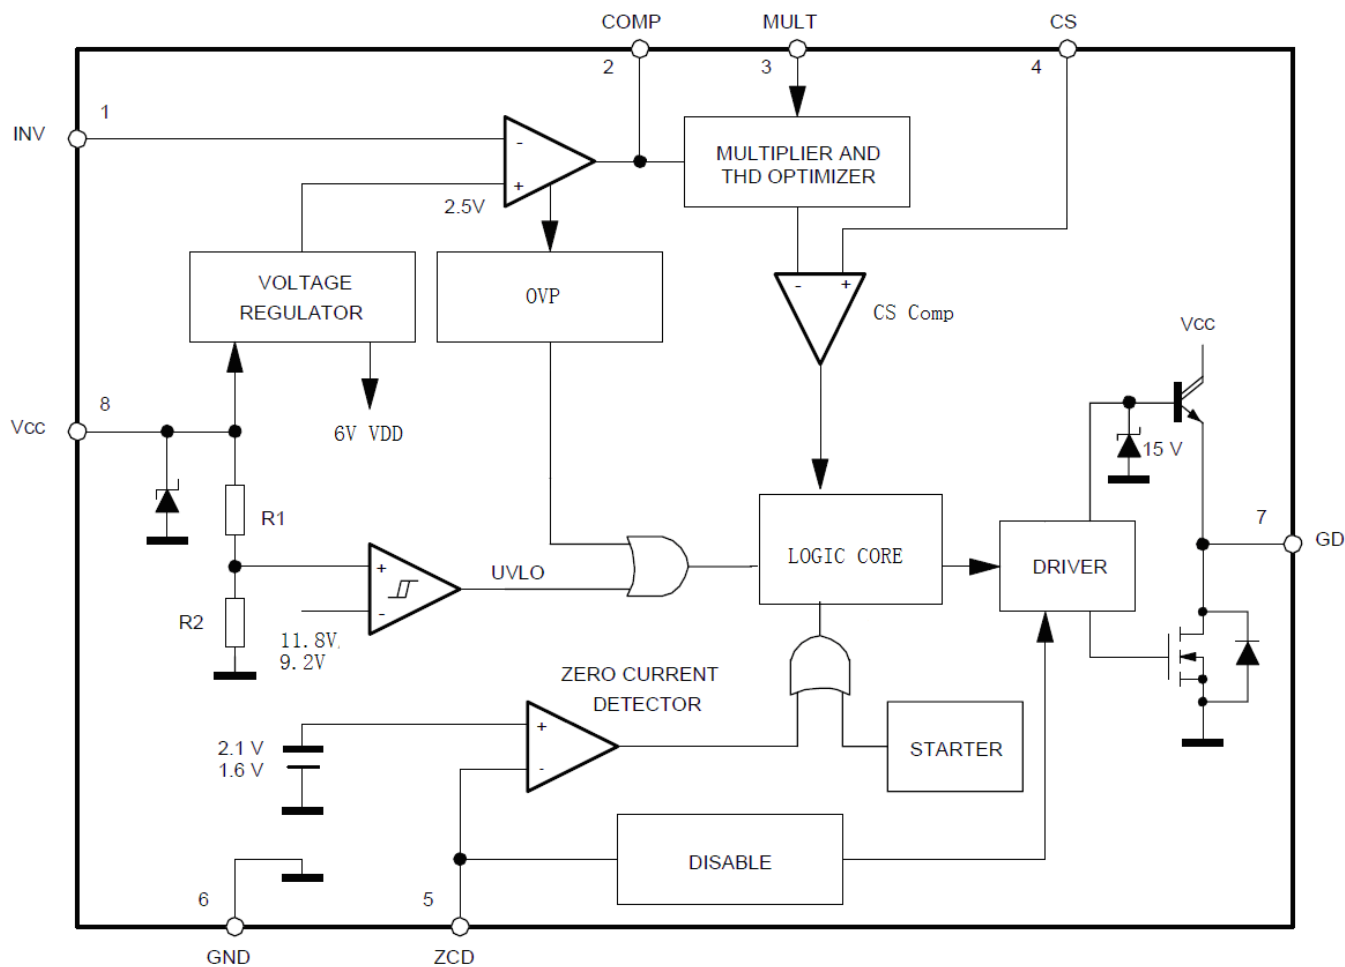 COMP MULT CS
2 3 4
1
INV
-
+
2.5V
MULTIPLIER AND
THD OPTIMIZER
VOLTAGE
REGULATOR
OVP
- +
CS Comp
Vcc
8
Vcc
6V VDD
15 V
R1
7
GD
+
-
UVLO
LOGIC CORE
DRIVER
R2
11.8V
9.2V
ZERO CURRENT
DETECTOR
+
-
2.1 V
1.6 V
STARTER
DISABLE
6 5
GND ZCD